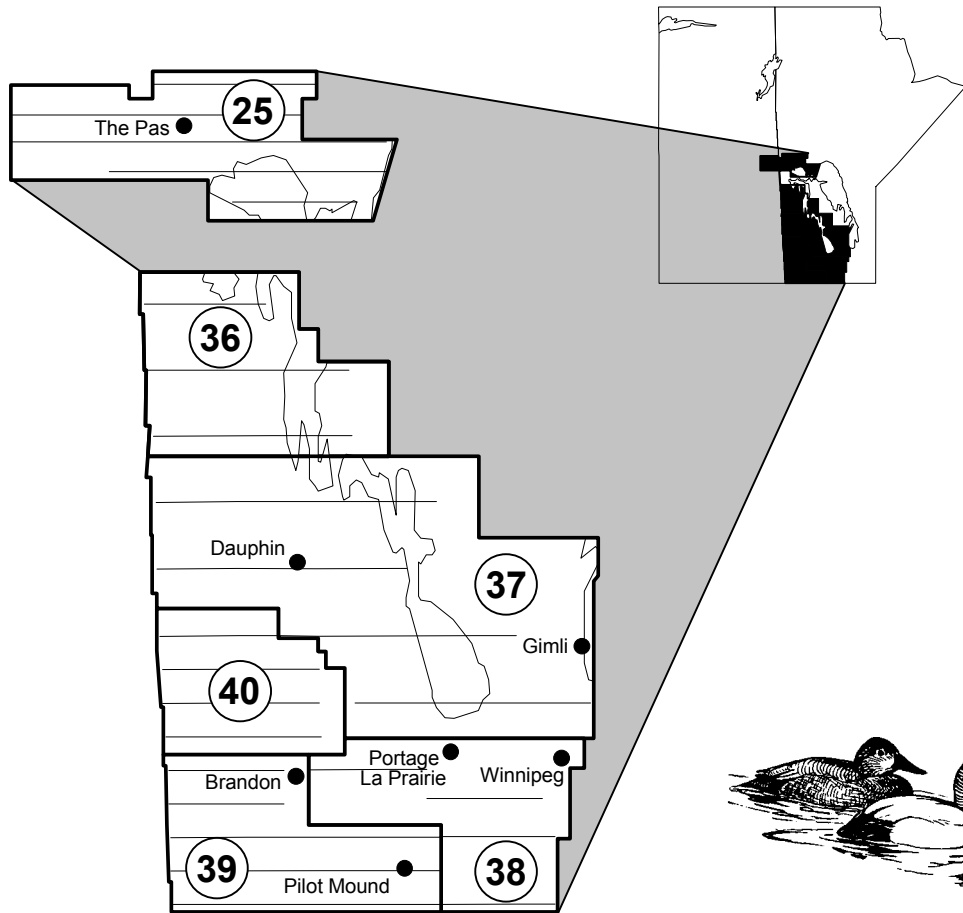 25
The Pas
36
Dauphin
37
Gimli
40
Portage
La Prairie
Winnipeg
Brandon
39
Pilot Mound
38